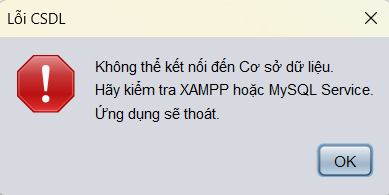 Lỗi CSDL
Không thể kết nối đến Cơ sở dữ liệu.
Hãy kiểm tra XAMPP hoặc MySQL Service.
Ứng dụng sẽ thoát.
OK